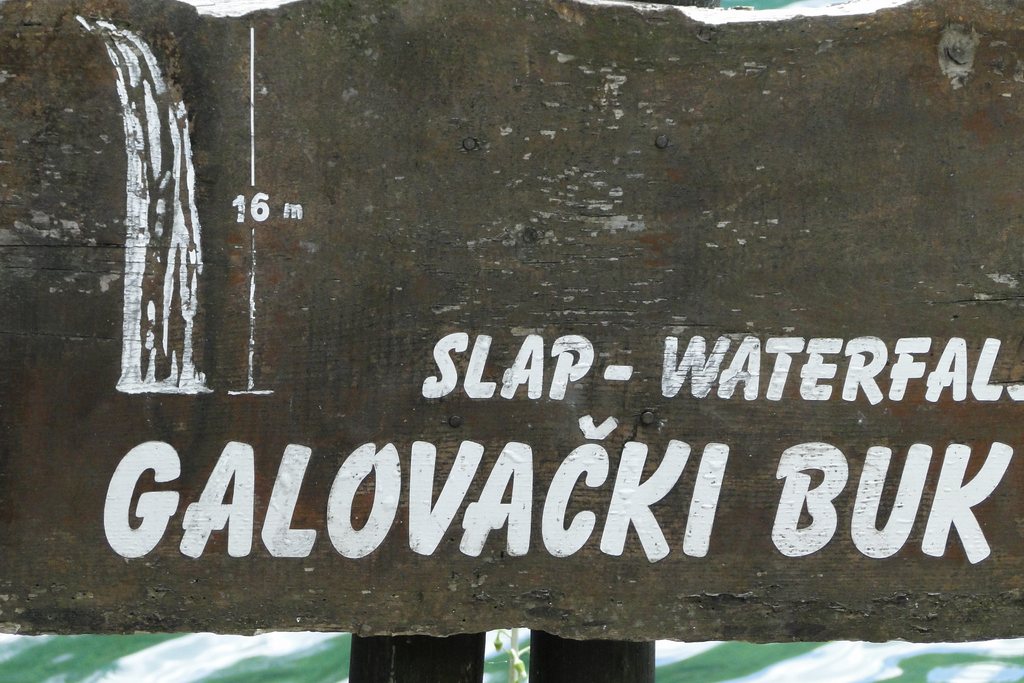 16 m
SLAP - WATERFAL
GALOVAČKI BUK